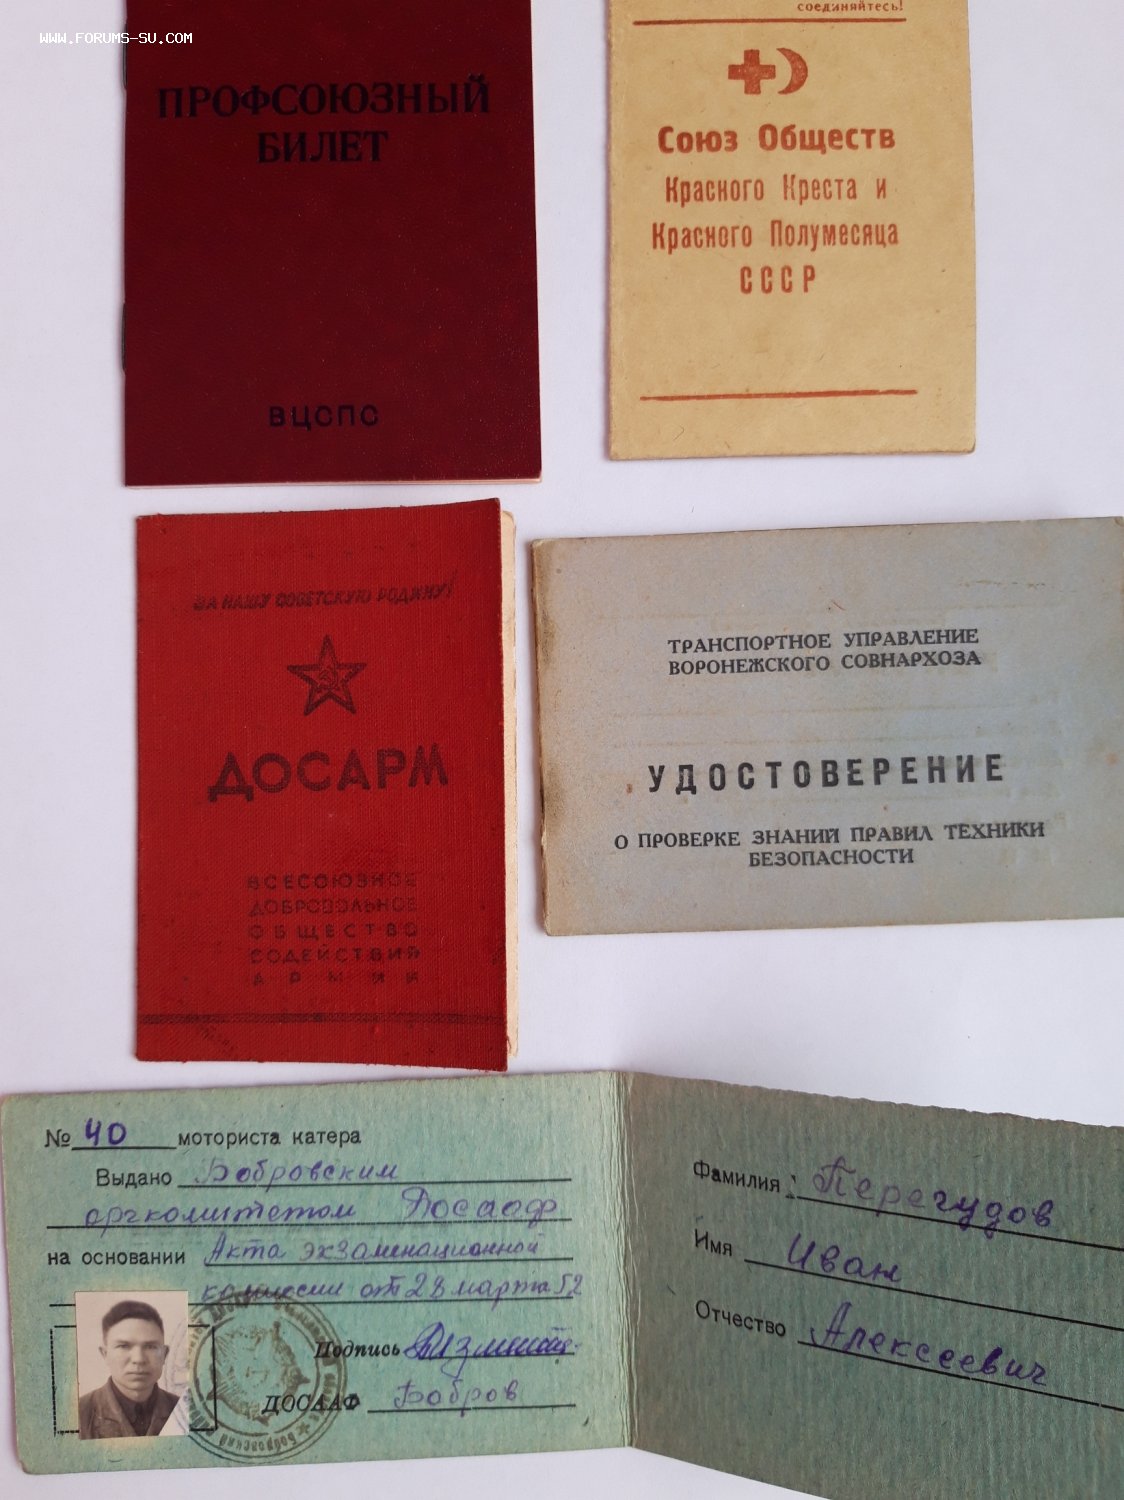 www.FORUMS-SU.COM
ПРОФСОЮЗНЫЙ
БИЛЕТ
ВЦСПС
соединяйтесь!
Союз Обществ
Красного Креста и
Красного Полумесяца
СССР
ЗА НАШУ СОВЕТСКУЮ РОДИНУ!
ДОСАРМ
ВСЕСОЮЗНОЕ
ДОБРОВОЛЬНОЕ
ОБЩЕСТВО
СОДЕЙСТВИЯ
АРМИИ
ТРАНСПОРТНОЕ УПРАВЛЕНИЕ
ВОРОНЕЖСКОГО СОВНАРХОЗА
УДОСТОВЕРЕНИЕ
О ПРОВЕРКЕ ЗНАНИЙ ПРАВИЛ ТЕХНИКИ
БЕЗОПАСНОСТИ
№ 40 моториста катера
Выдано Бобровским
оргкомитетом Досааф
на основании Акта экзаменационной
комиссии от 28 марта 52
Подпись
ДОСААФ Бобров
Фамилия: Перегудов
Имя Иван
Отчество Алексеевич